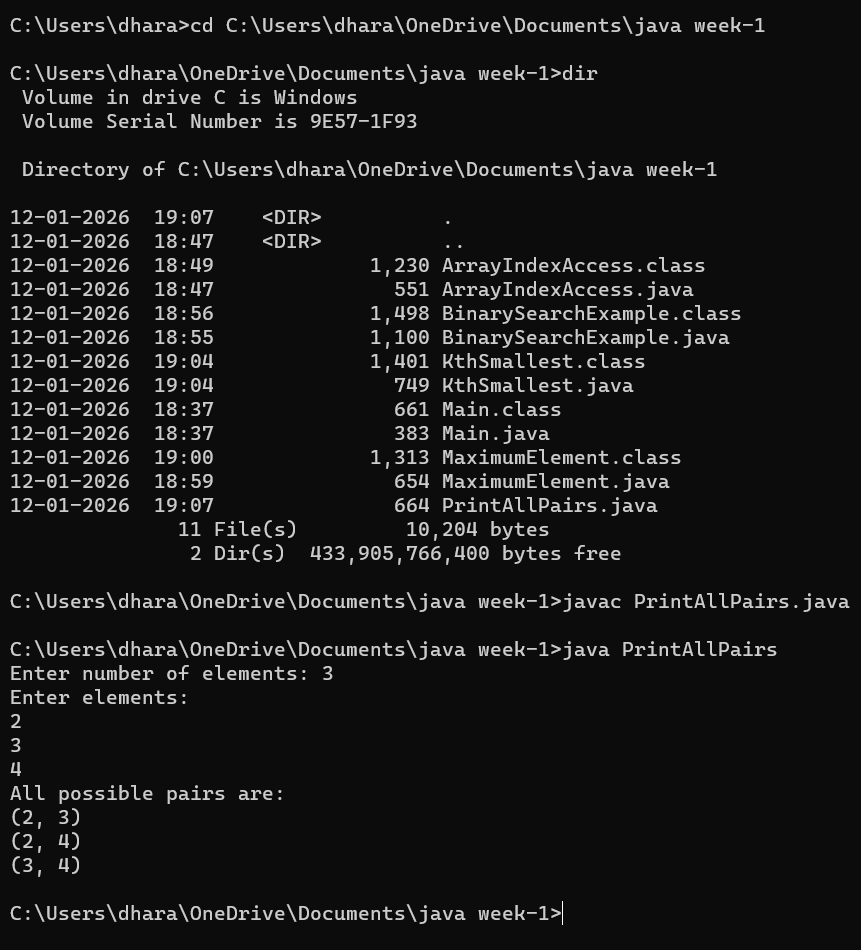 C:\Users\dhara>cd C:\Users\dhara\OneDrive\Documents\java week-1
C:\Users\dhara\OneDrive\Documents\java week-1>dir
 Volume in drive C is Windows
 Volume Serial Number is 9E57-1F93
 Directory of C:\Users\dhara\OneDrive\Documents\java week-1
12-01-2026  19:07    <DIR>          .
12-01-2026  18:47    <DIR>          ..
12-01-2026  18:49             1,230 ArrayIndexAccess.class
12-01-2026  18:47               551 ArrayIndexAccess.java
12-01-2026  18:56             1,498 BinarySearchExample.class
12-01-2026  18:55             1,100 BinarySearchExample.java
12-01-2026  19:04             1,401 KthSmallest.class
12-01-2026  19:04               749 KthSmallest.java
12-01-2026  18:37               661 Main.class
12-01-2026  18:37               383 Main.java
12-01-2026  19:00             1,313 MaximumElement.class
12-01-2026  18:59               654 MaximumElement.java
12-01-2026  19:07               664 PrintAllPairs.java
              11 File(s)         10,204 bytes
               2 Dir(s)  433,905,766,400 bytes free
C:\Users\dhara\OneDrive\Documents\java week-1>javac PrintAllPairs.java
C:\Users\dhara\OneDrive\Documents\java week-1>java PrintAllPairs
Enter number of elements: 3
Enter elements:
2
3
4
All possible pairs are:
(2, 3)
(2, 4)
(3, 4)
C:\Users\dhara\OneDrive\Documents\java week-1>